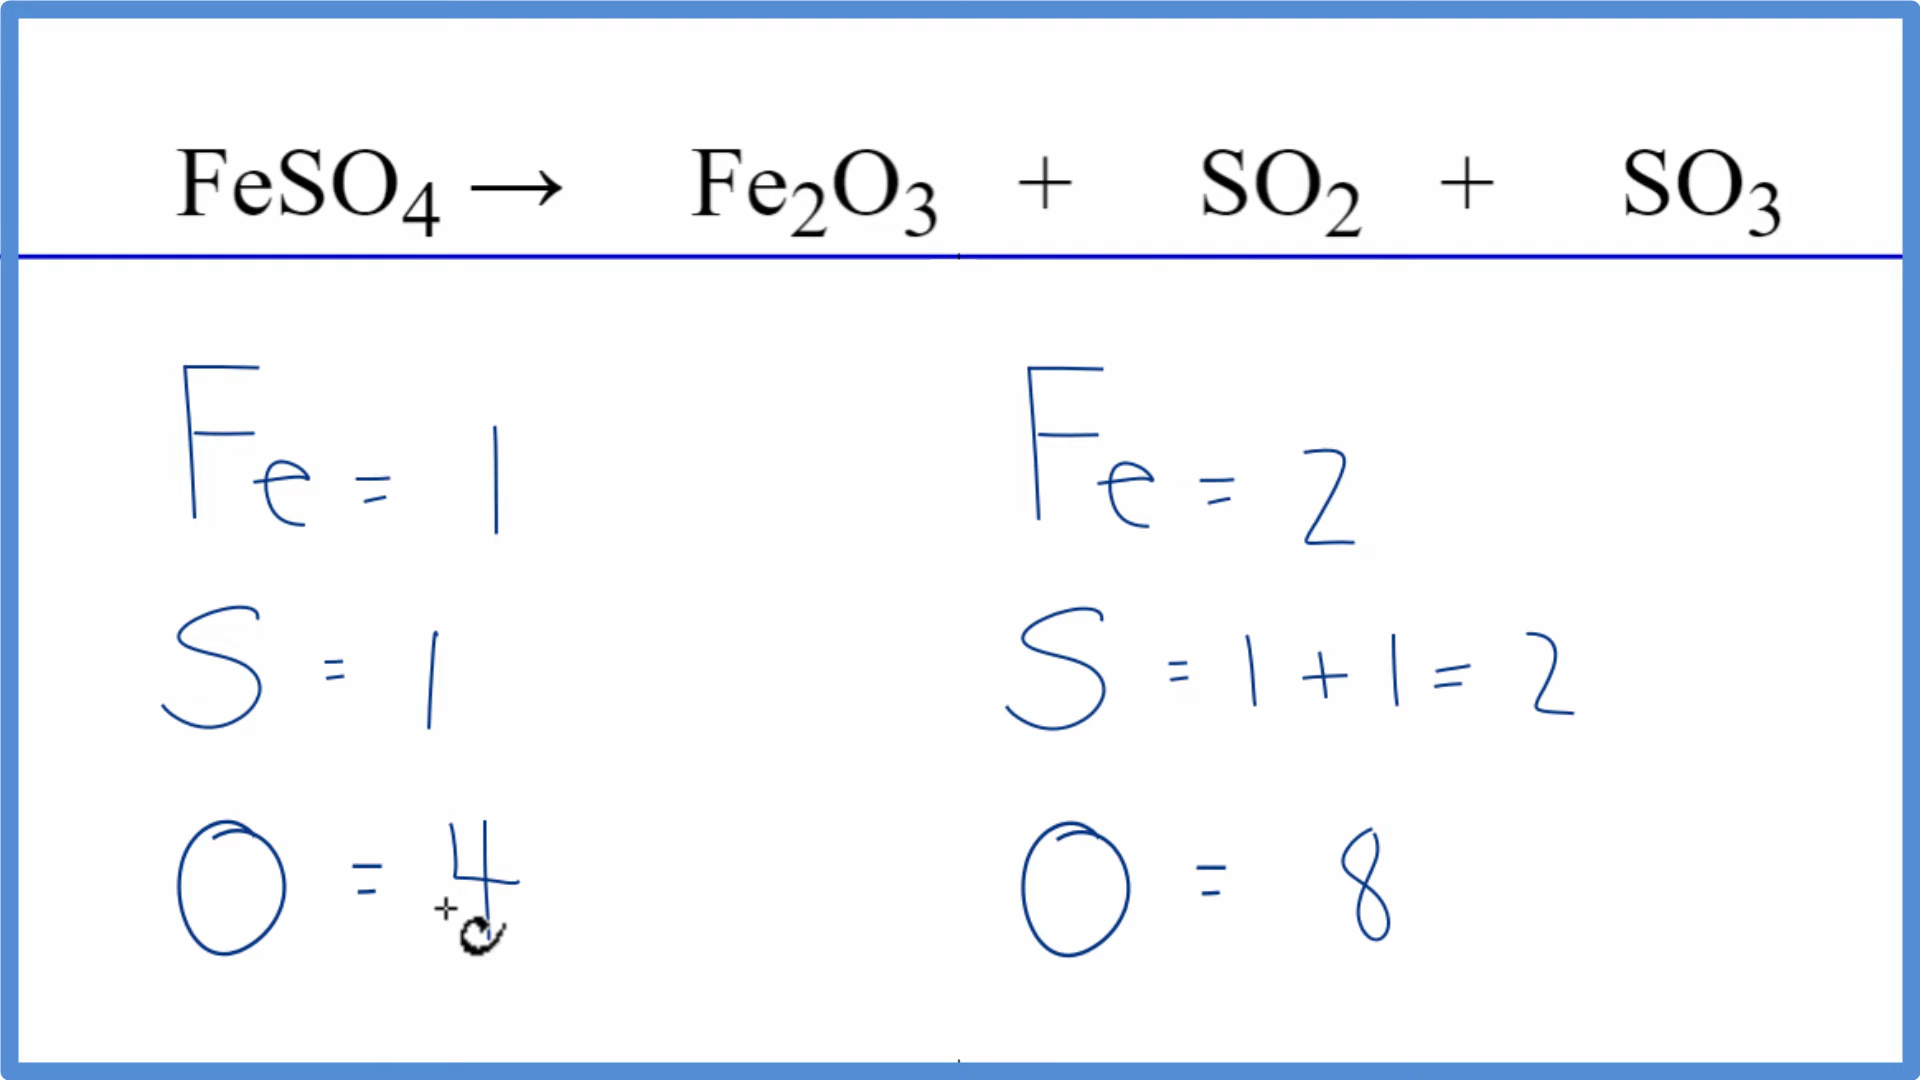 FeSO₄ → Fe₂O₃ + SO₂ + SO₃
Fe = 1 Fe = 2
S = 1 S = 1 + 1 = 2
O = 4 O = 8